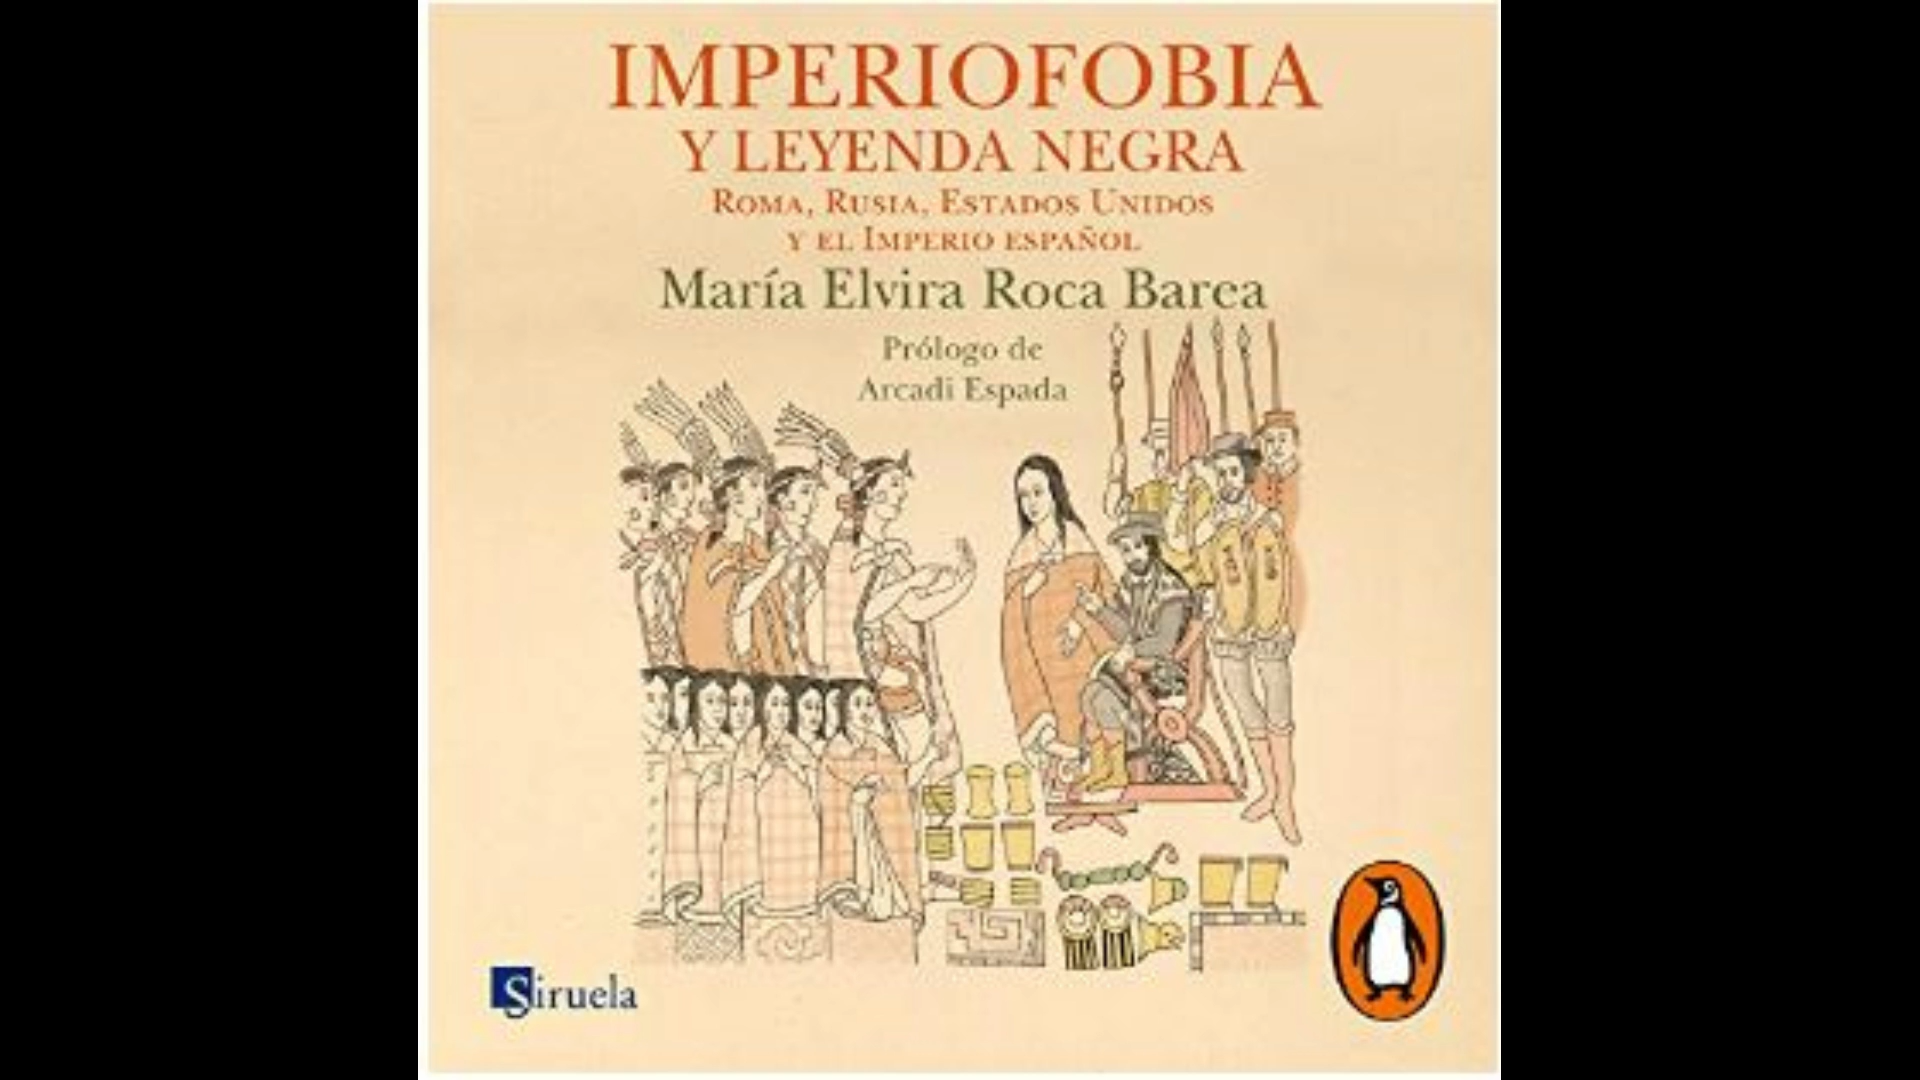 IMPERIOFOBIA
Y LEYENDA NEGRA
ROMA, RUSIA, ESTADOS UNIDOS
Y EL IMPERIO ESPAÑOL
María Elvira Roca Barea
Prólogo de
Arcadi Espada
Siruela